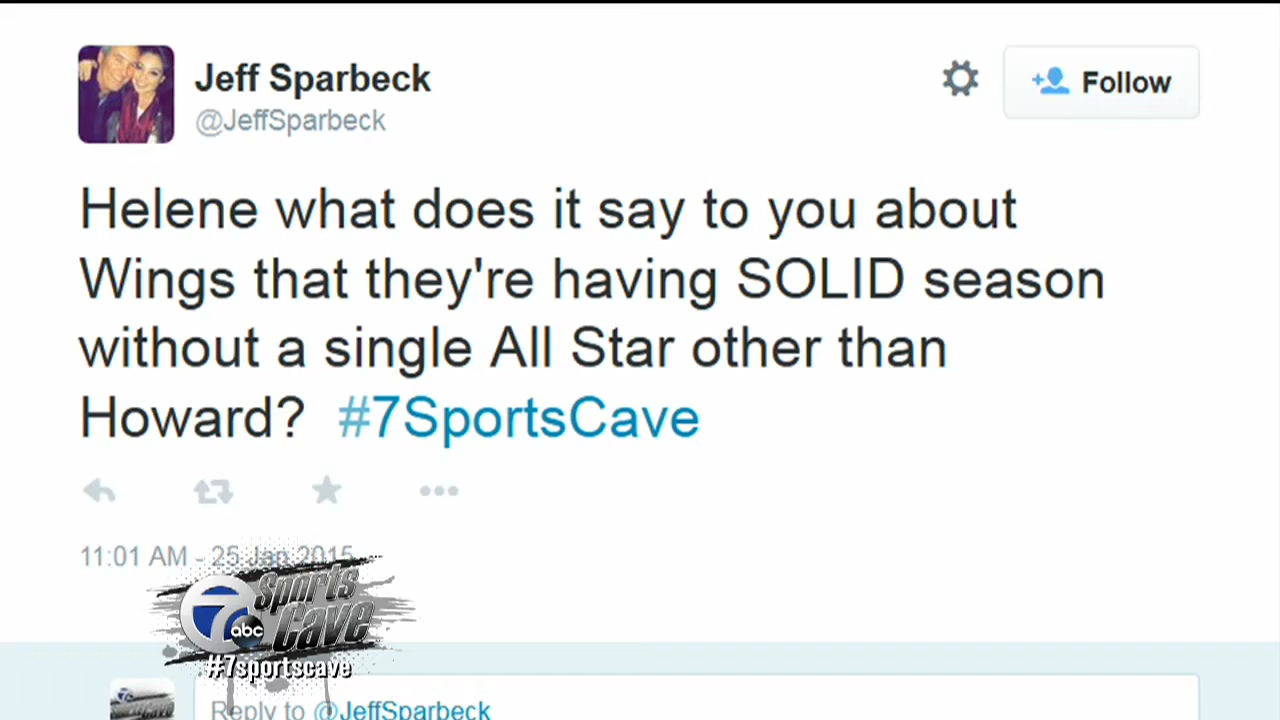 Jeff Sparbeck
@JeffSparbeck
Follow
Helene what does it say to you about
Wings that they're having SOLID season
without a single All Star other than
Howard? #7SportsCave
11:01 AM - 25 Jan 2015
Sports
Cave
7
abc
#7sportscave
Reply to @JeffSparbeck